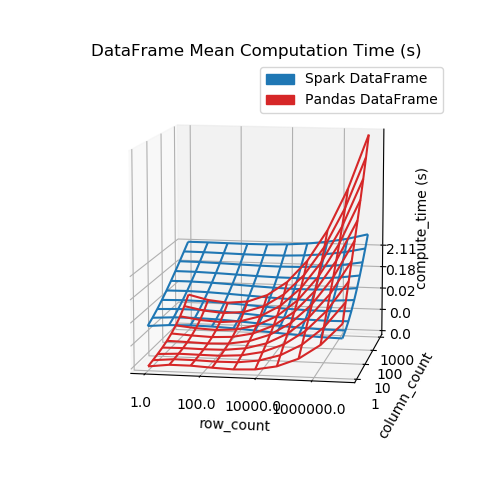 DataFrame Mean Computation Time (s)
Spark DataFrame
Pandas DataFrame
compute_time (s)
2.11
0.18
0.02
0.0
0.0
1000
100
10
1
column_count
1.0
100.0
10000.0
1000000.0
row_count